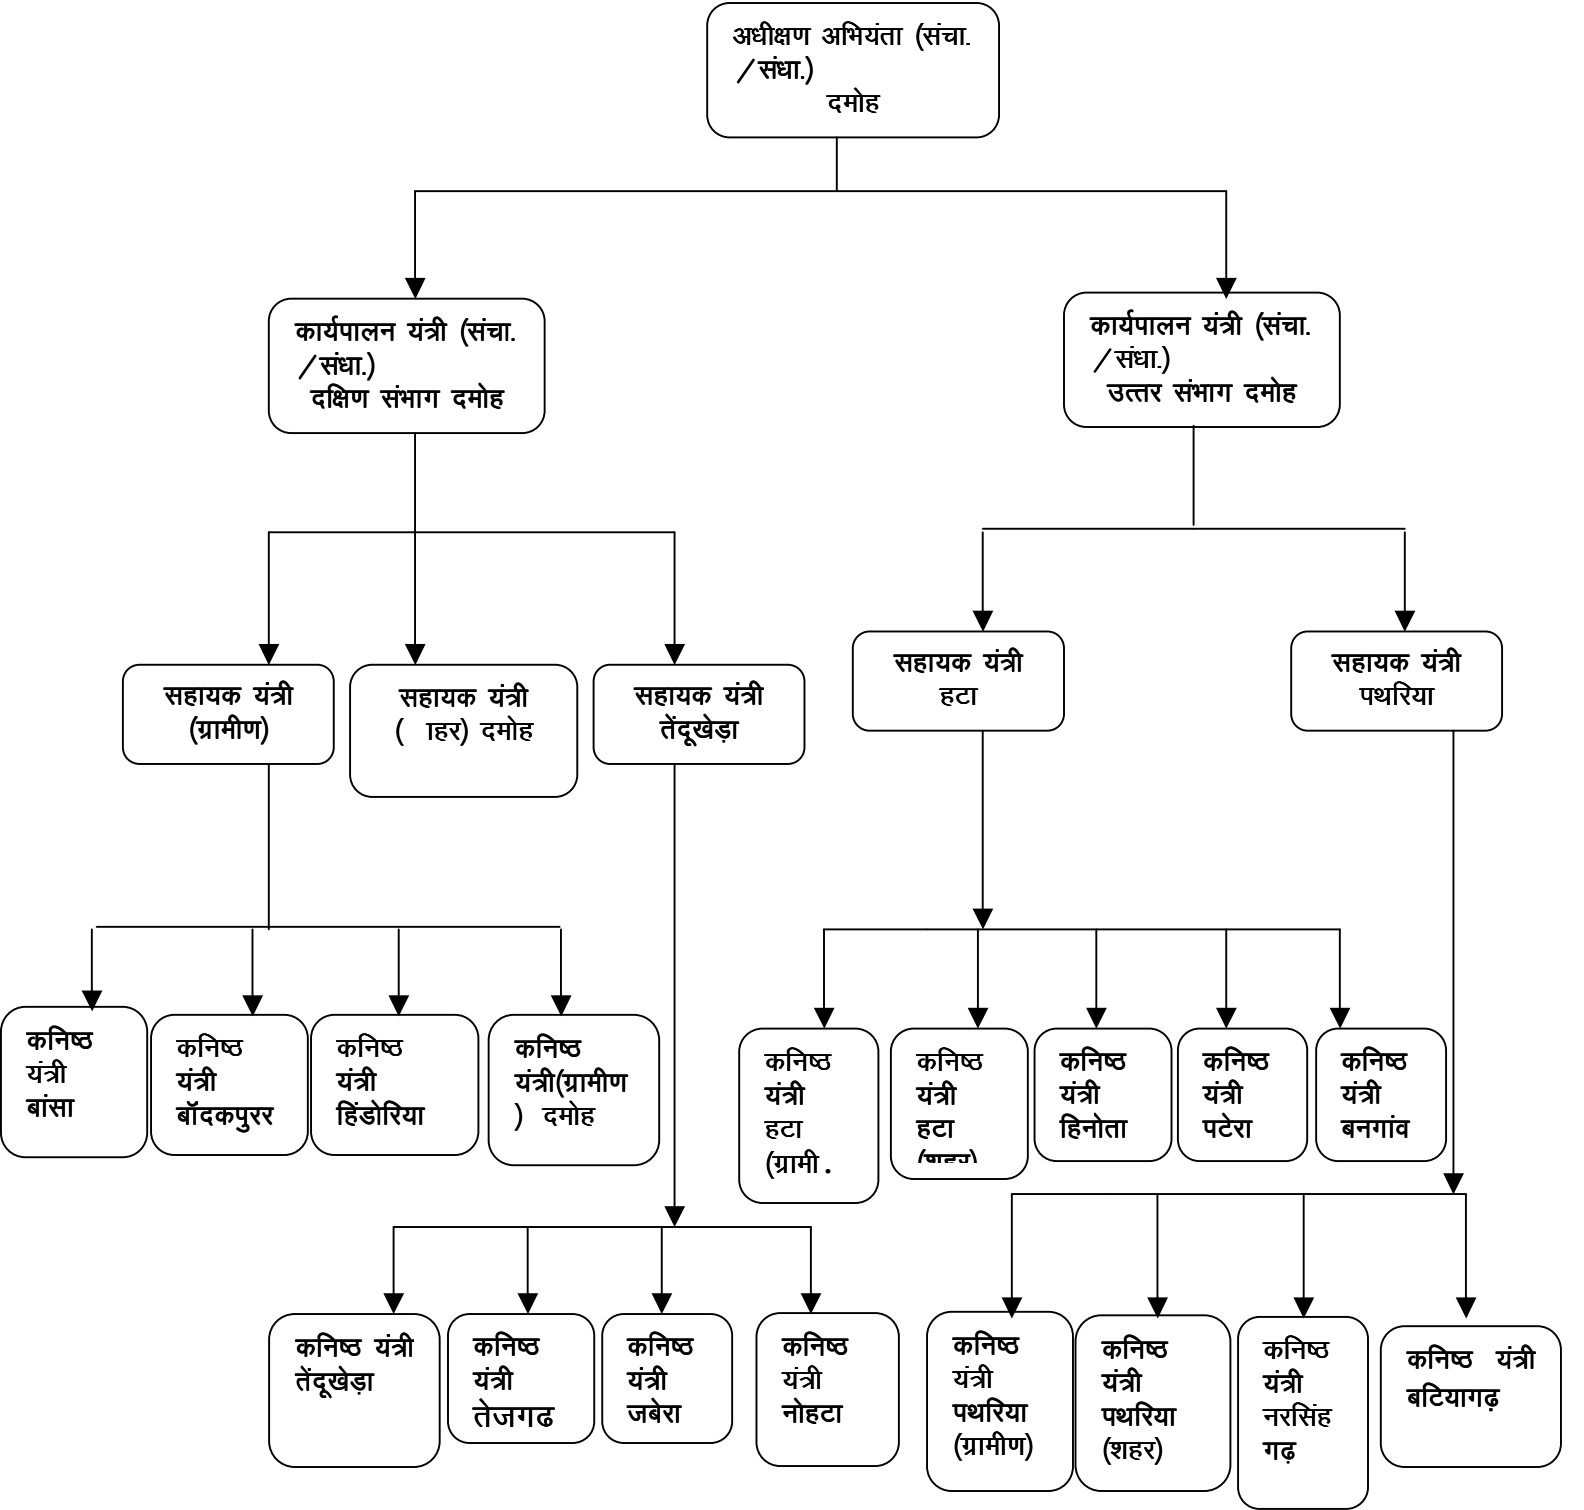 अधीक्षण अभियंता (संचा.
/संधा.)
दमोह
कार्यपालन यंत्री (संचा.
/संधा.)
दक्षिण संभाग दमोह
कार्यपालन यंत्री (संचा.
/संधा.)
उत्तर संभाग दमोह
सहायक यंत्री
(ग्रामीण)
सहायक यंत्री
( ाहर) दमोह
सहायक यंत्री
तेंदूखेड़ा
सहायक यंत्री
हटा
सहायक यंत्री
पथरिया
कनिष्ठ
यंत्री
बांसा
कनिष्ठ
यंत्री
बॉदकपुरर
कनिष्ठ
यंत्री
हिंडोरिया
कनिष्ठ
यंत्री(ग्रामीण
) दमोह
कनिष्ठ
यंत्री
हटा
(ग्रामी.
कनिष्ठ
यंत्री
हटा
(शहर)
कनिष्ठ
यंत्री
हिनोता
कनिष्ठ
यंत्री
पटेरा
कनिष्ठ
यंत्री
बनगांव
कनिष्ठ यंत्री
तेंदूखेड़ा
कनिष्ठ
यंत्री
तेजगढ
कनिष्ठ
यंत्री
जबेरा
कनिष्ठ
यंत्री
नोहटा
कनिष्ठ
यंत्री
पथरिया
(ग्रामीण)
कनिष्ठ
यंत्री
पथरिया
(शहर)
कनिष्ठ
यंत्री
नरसिंह
गढ़
कनिष्ठ यंत्री
बटियागढ़